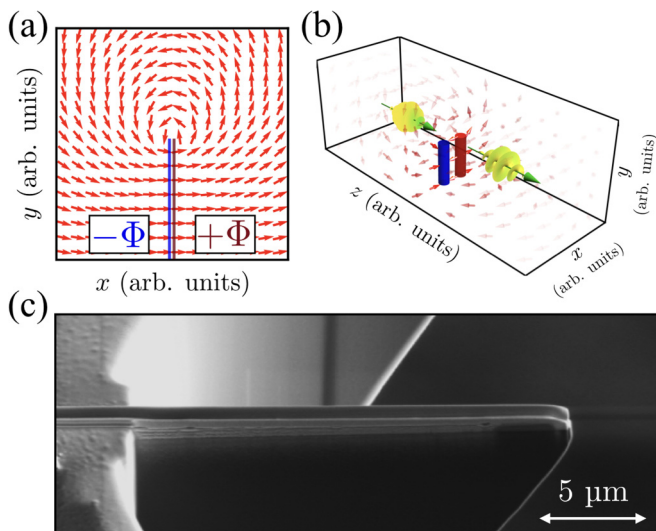 (a)
y (arb. units)
−Φ +Φ
x (arb. units)
(b)
z (arb. units)
x
(arb. units)
y
(arb. units)
(c)
5 µm